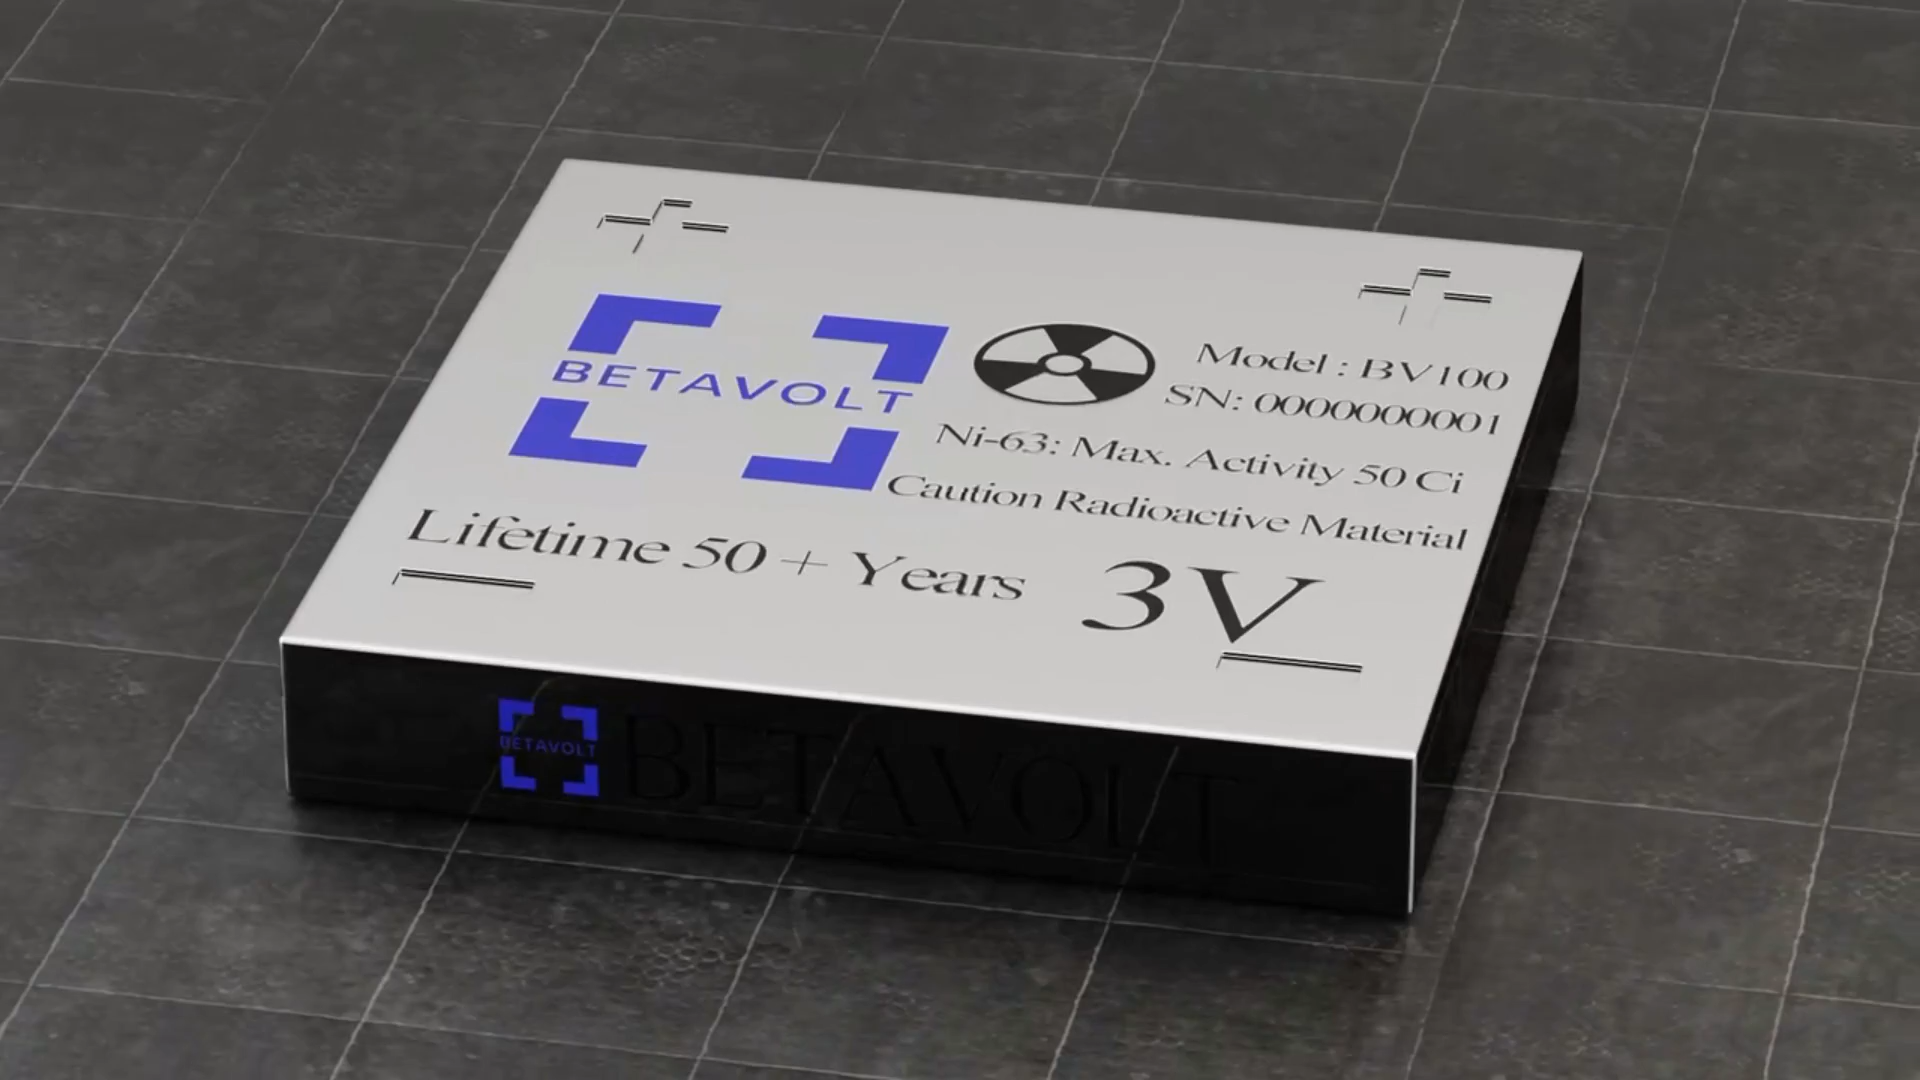 BETAVOLT
Model : BV100
SN: 0000000001
Ni-63: Max. Activity 50 Ci
Caution Radioactive Material
Lifetime 50 + Years
3V
BETAVOLT
BETAVOLT